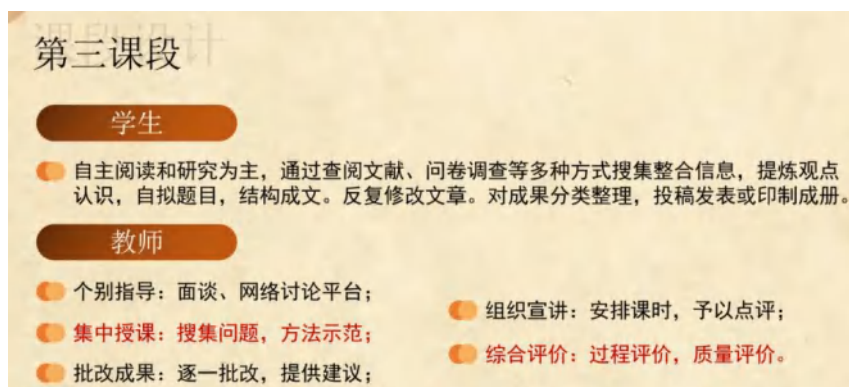 课段设计
第三课段
学生
自主阅读和研究为主，通过查阅文献、问卷调查等多种方式搜集整合信息，提炼观点
认识，自拟题目，结构成文。反复修改文章。对成果分类整理，投稿发表或印制成册。
教师
个别指导：面谈、网络讨论平台；
集中授课：搜集问题，方法示范；
批改成果：逐一批改，提供建议；
组织宣讲：安排课时，予以点评；
综合评价：过程评价，质量评价。